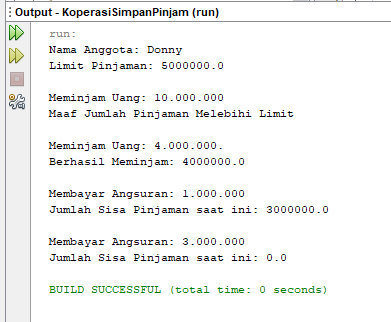 Output - KoperasiSimpanPinjam (run)
run:
Nama Anggota: Donny
Limit Pinjaman: 5000000.0
Meminjam Uang: 10.000.000
Maaf Jumlah Pinjaman Melebihi Limit
Meminjam Uang: 4.000.000.
Berhasil Meminjam: 4000000.0
Membayar Angsuran: 1.000.000
Jumlah Sisa Pinjaman saat ini: 3000000.0
Membayar Angsuran: 3.000.000
Jumlah Sisa Pinjaman saat ini: 0.0
BUILD SUCCESSFUL (total time: 0 seconds)